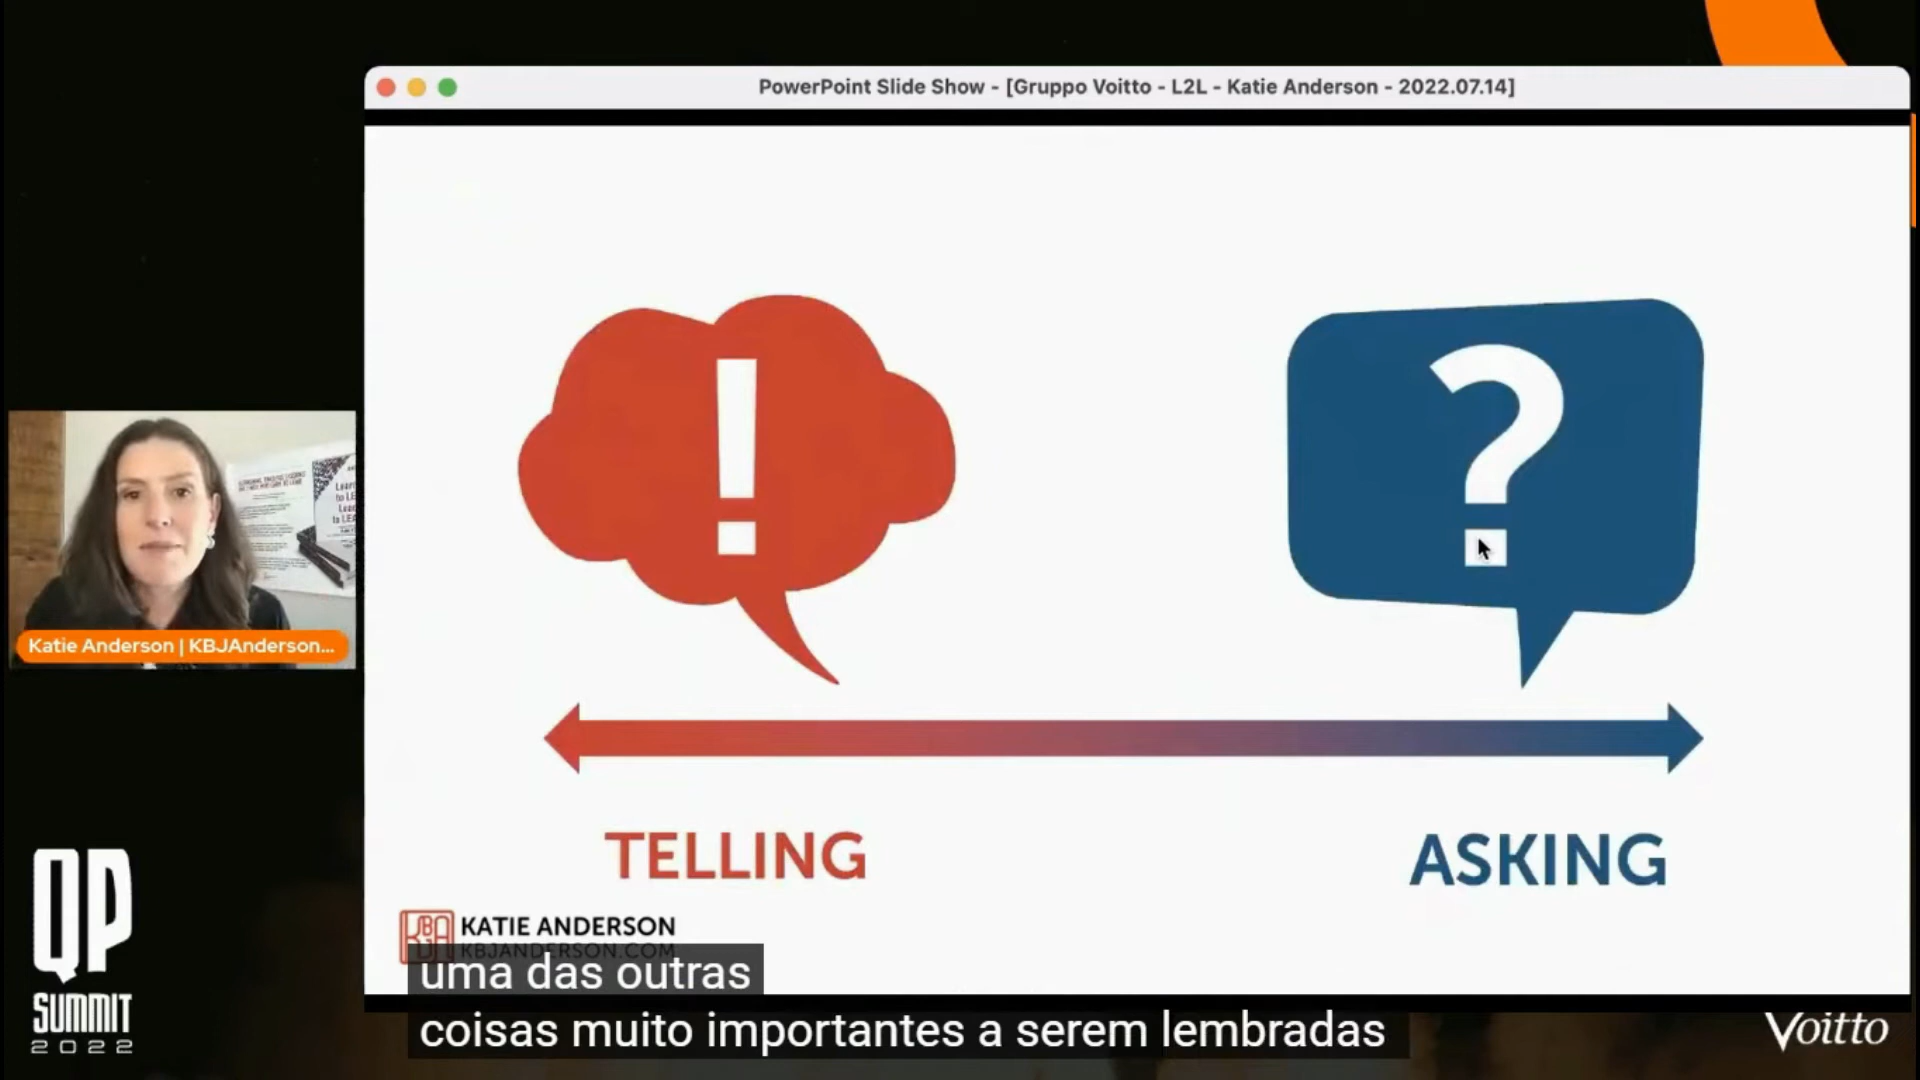 PowerPoint Slide Show - [Gruppo Voitto - L2L - Katie Anderson - 2022.07.14]
!
?
Katie Anderson | KBJAnderson...
TELLING
ASKING
KATIE ANDERSON
KBJANDERSON.COM
uma das outras
coisas muito importantes a serem lembradas
QP
SUMMIT
2022
Voitto